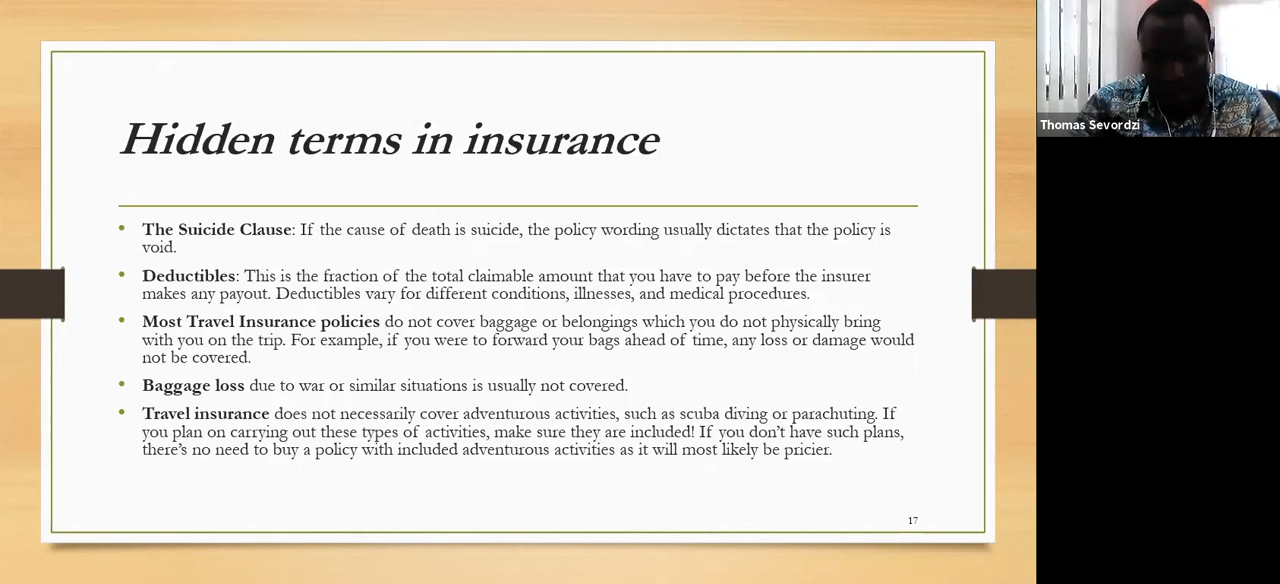 Hidden terms in insurance
• The Suicide Clause: If the cause of death is suicide, the policy wording usually dictates that the policy is
void.
• Deductibles: This is the fraction of the total claimable amount that you have to pay before the insurer
makes any payout. Deductibles vary for different conditions, illnesses, and medical procedures.
• Most Travel Insurance policies do not cover baggage or belongings which you do not physically bring
with you on the trip. For example, if you were to forward your bags ahead of time, any loss or damage would
not be covered.
• Baggage loss due to war or similar situations is usually not covered.
• Travel insurance does not necessarily cover adventurous activities, such as scuba diving or parachuting. If
you plan on carrying out these types of activities, make sure they are included! If you don’t have such plans,
there’s no need to buy a policy with included adventurous activities as it will most likely be pricier.
17
Thomas Sevordzi